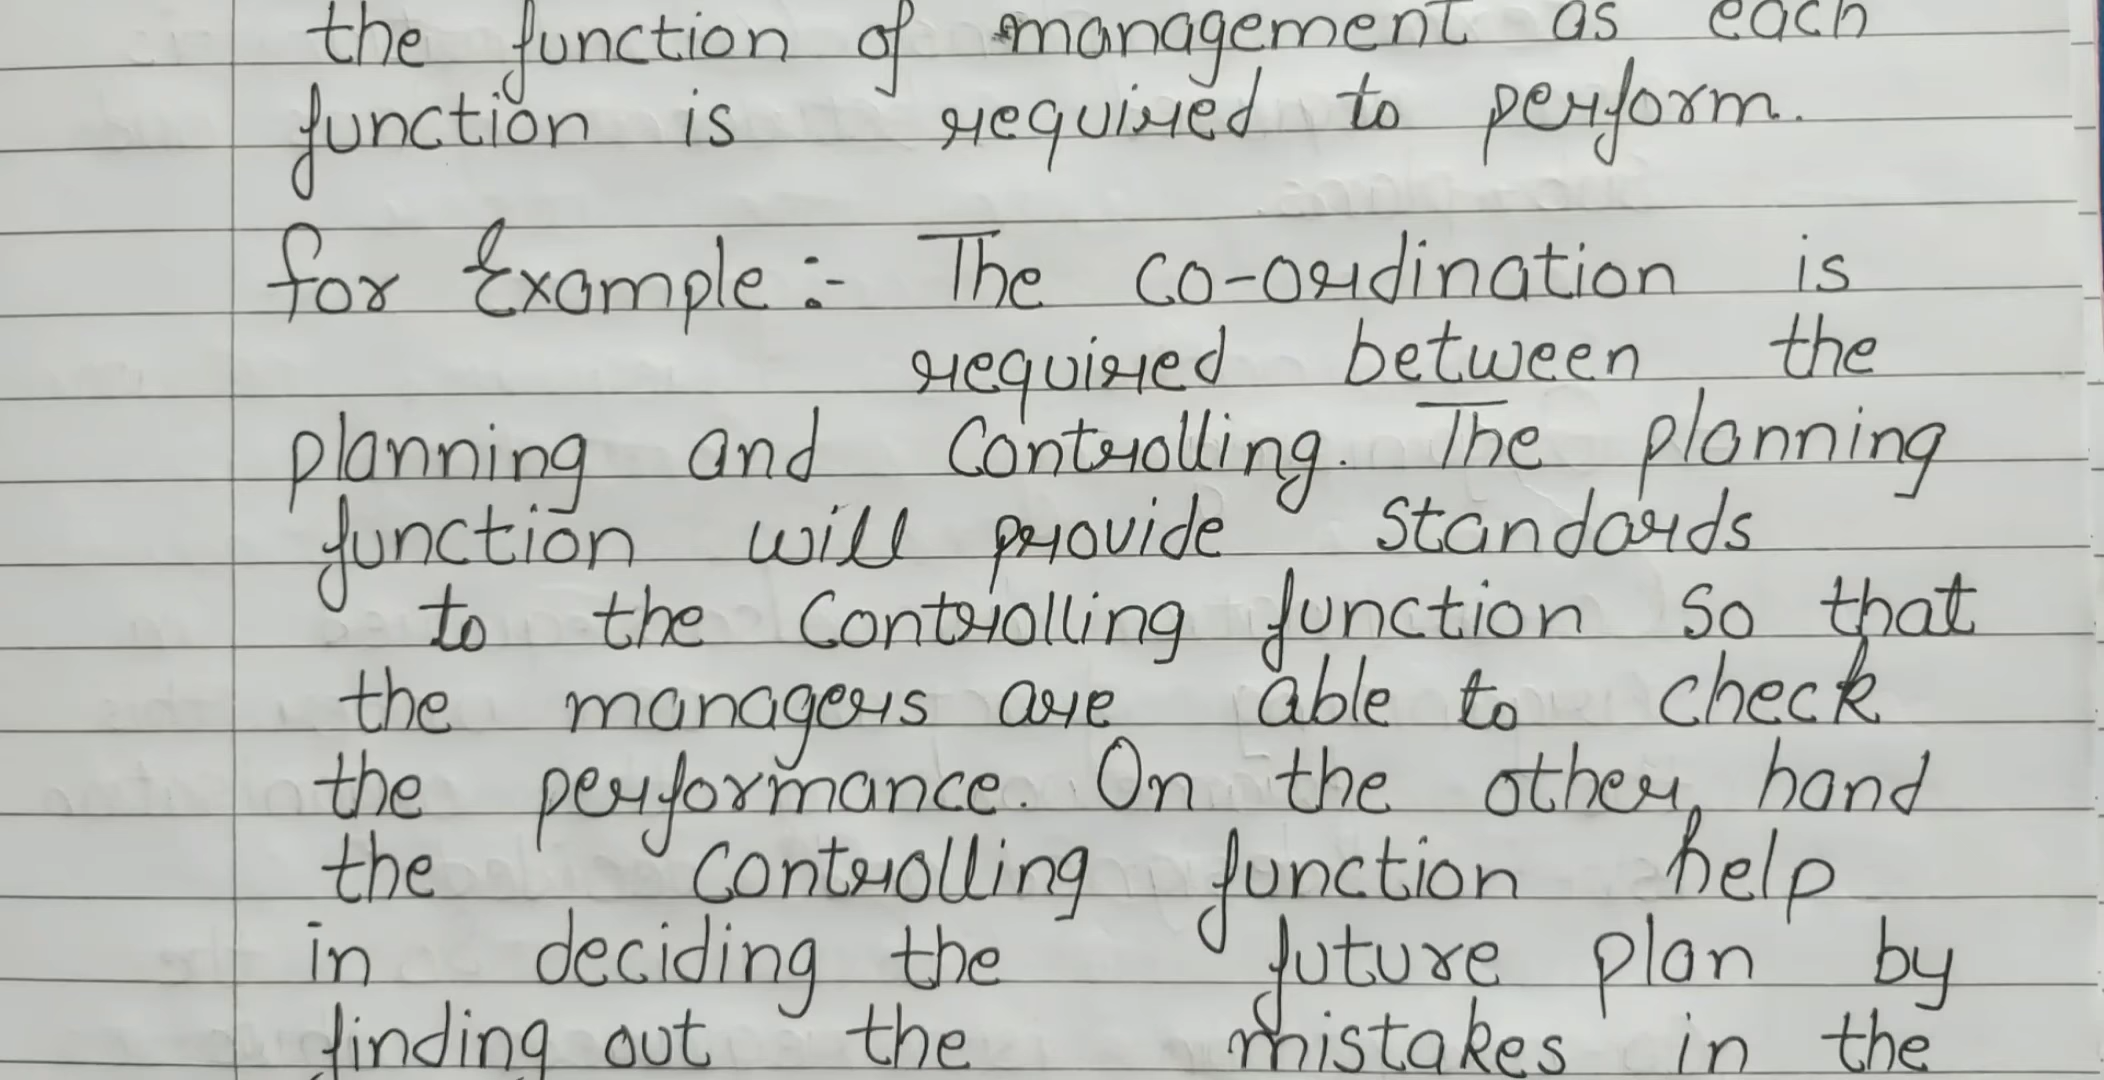 the function of management as each
function is required to perform.
for Example :- The co-ordination is
required between the
planning and Controlling. The planning
function will provide standards
to the Controlling function so that
the managers are able to check
the performance. On the other, hand
the Controlling function help
in deciding the future plan by
finding out the mistakes in the